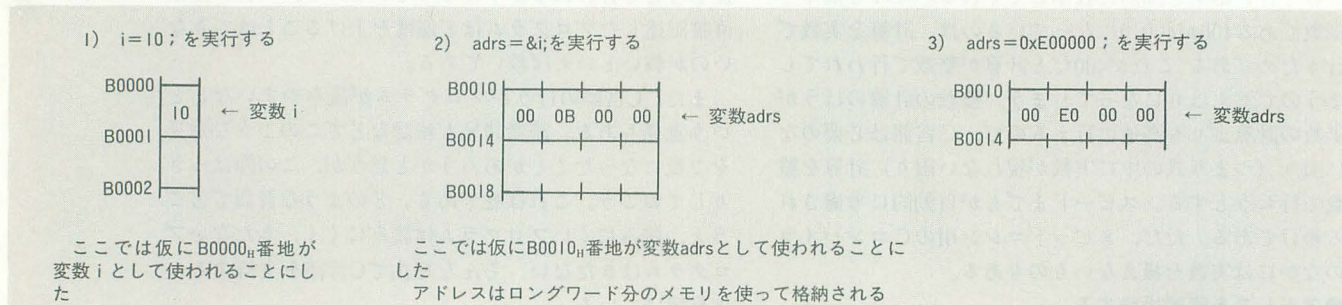 1) i=10；を実行する
B0000
10 ← 変数 i
B0001
B0002
ここでは仮にB0000H番地が
変数 i として使われることにし
た
2) adrs=&i;を実行する
B0010
00 0B 00 00 ← 変数adrs
B0014
B0018
ここでは仮にB0010H番地が変数adrsとして使われることに
した
アドレスはロングワード分のメモリを使って格納される
3) adrs=0xE00000；を実行する
B0010
00 E0 00 00 ← 変数adrs
B0014